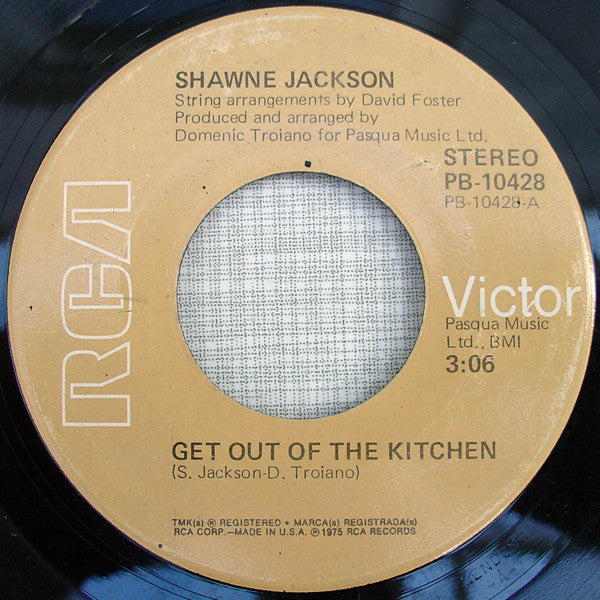 SHAWNE JACKSON
String arrangements by David Foster
Produced and arranged by
Domenic Troiano for Pasqua Music Ltd.
STEREO
PB-10428
PB-10428-A
RCA
Victor
Pasqua Music
Ltd., BMI
3:06
GET OUT OF THE KITCHEN
(S. Jackson-D. Troiano)
TMK(s) ® REGISTERED • MARCA(s) REGISTRADA(s)
RCA CORP.—MADE IN U.S.A. ℗ 1975 RCA RECORDS